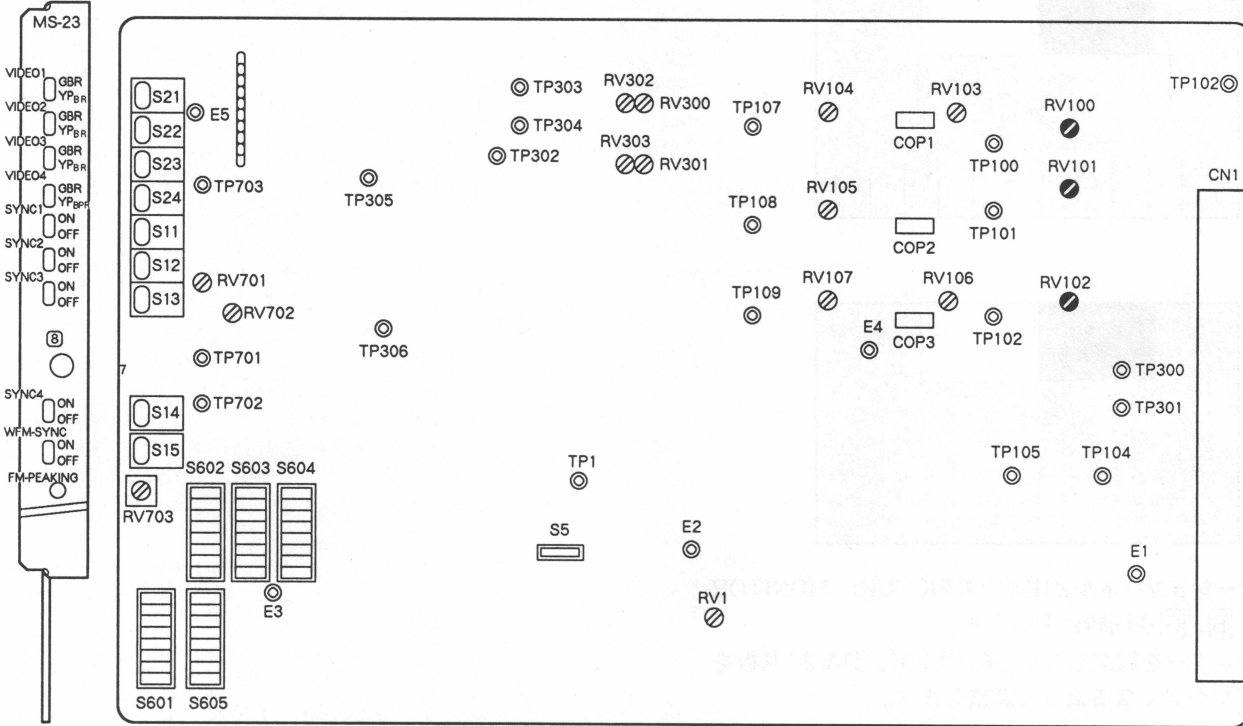 MS-23
VIDEO1
GBR
YPBR
VIDEO2
GBR
YPBR
VIDEO3
GBR
YPBR
VIDEO4
GBR
YPBPR
SYNC1
ON
OFF
SYNC2
ON
OFF
SYNC3
ON
OFF
8
SYNC4
ON
OFF
WFM-SYNC
ON
OFF
FM-PEAKING
7
S21
S22
S23
S24
S11
S12
S13
S14
S15
E5
TP703
RV701
RV702
TP701
TP702
RV703
S602 S603 S604
E3
S601 S605
TP305
TP306
TP303
TP304
TP302
RV302
RV300
RV303
RV301
TP107
TP108
TP109
RV104
RV105
RV107
COP1
COP2
COP3
RV103
RV106
TP100
TP101
TP102
RV100
RV101
RV102
TP102
CN1
E4
TP300
TP301
TP105
TP104
TP1
S5
E2
RV1
E1